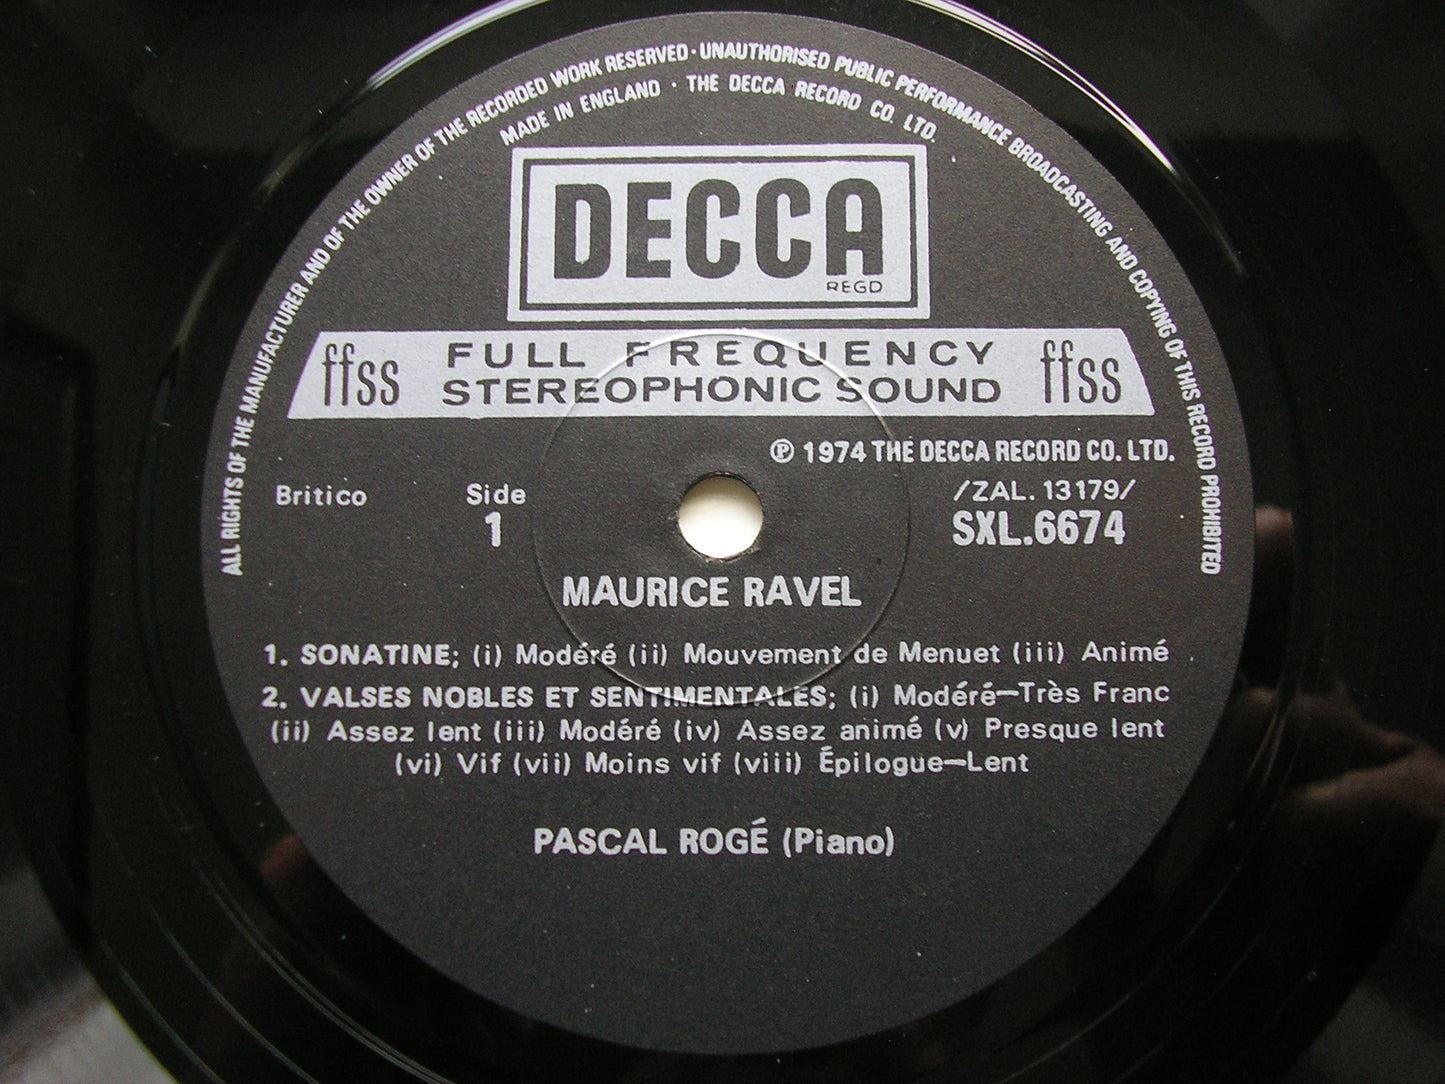 ALL RIGHTS OF THE MANUFACTURER AND OF THE OWNER OF THE RECORDED WORK RESERVED · UNAUTHORISED PUBLIC PERFORMANCE BROADCASTING AND COPYING OF THIS RECORD PROHIBITED
MADE IN ENGLAND · THE DECCA RECORD CO. LTD.
DECCA
REGD
ffss FULL FREQUENCY ffss
STEREOPHONIC SOUND
℗ 1974 THE DECCA RECORD CO. LTD.
Britico Side /ZAL. 13179/
1 SXL.6674
MAURICE RAVEL
1. SONATINE; (i) Modéré (ii) Mouvement de Menuet (iii) Animé
2. VALSES NOBLES ET SENTIMENTALES; (i) Modéré—Très Franc
(ii) Assez lent (iii) Modéré (iv) Assez animé (v) Presque lent
(vi) Vif (vii) Moins vif (viii) Épilogue—Lent
PASCAL ROGÉ (Piano)